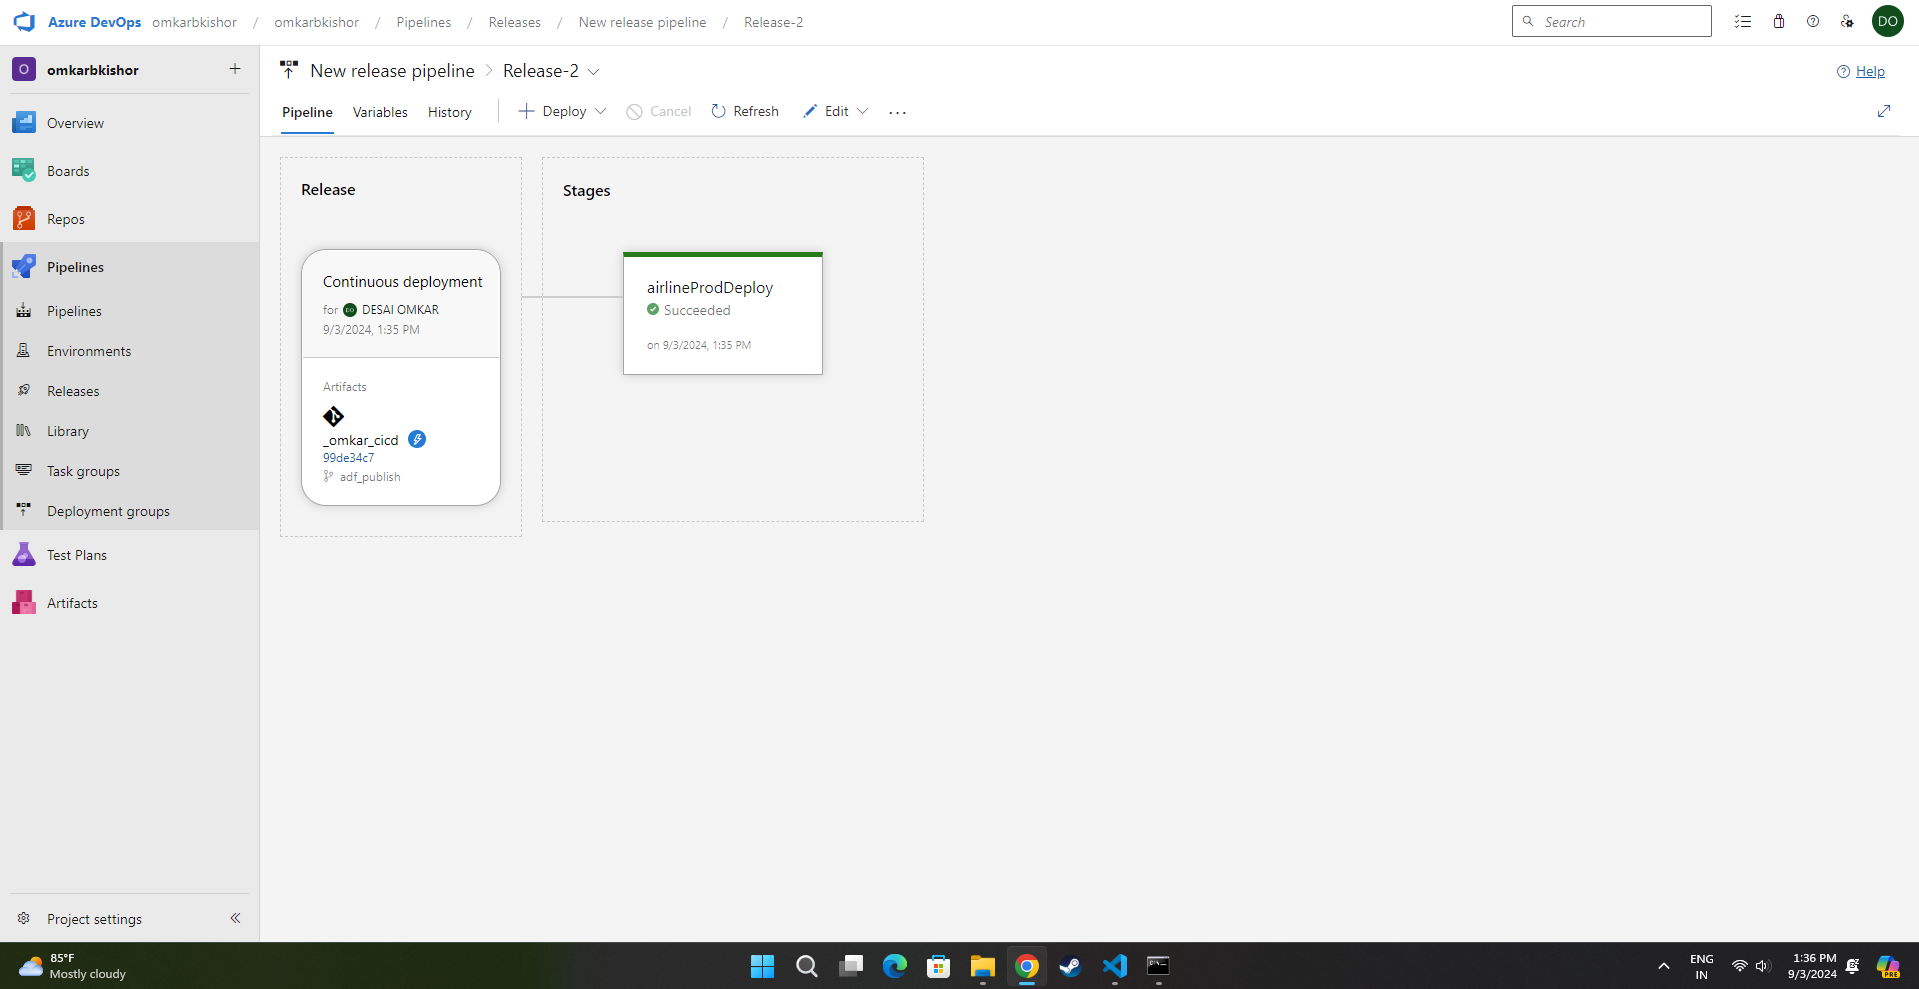 Azure DevOps omkarbkishor / omkarbkishor / Pipelines / Releases / New release pipeline / Release-2
Search
DO
O omkarbkishor +
Overview
Boards
Repos
Pipelines
Pipelines
Environments
Releases
Library
Task groups
Deployment groups
Test Plans
Artifacts
Project settings
New release pipeline > Release-2
Help
Pipeline Variables History Deploy Cancel Refresh Edit ...
Release
Continuous deployment
for DO DESAI OMKAR
9/3/2024, 1:35 PM
Artifacts
_omkar_cicd
99de34c7
adf_publish
Stages
airlineProdDeploy
Succeeded
on 9/3/2024, 1:35 PM
85°F
Mostly cloudy
ENG
IN
1:36 PM
9/3/2024
PRE